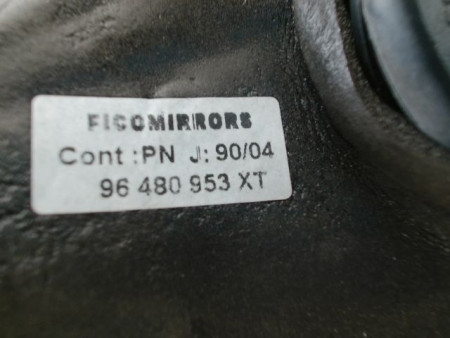 FICOMIRRORS
Cont :PN J: 90/04
96 480 953 XT